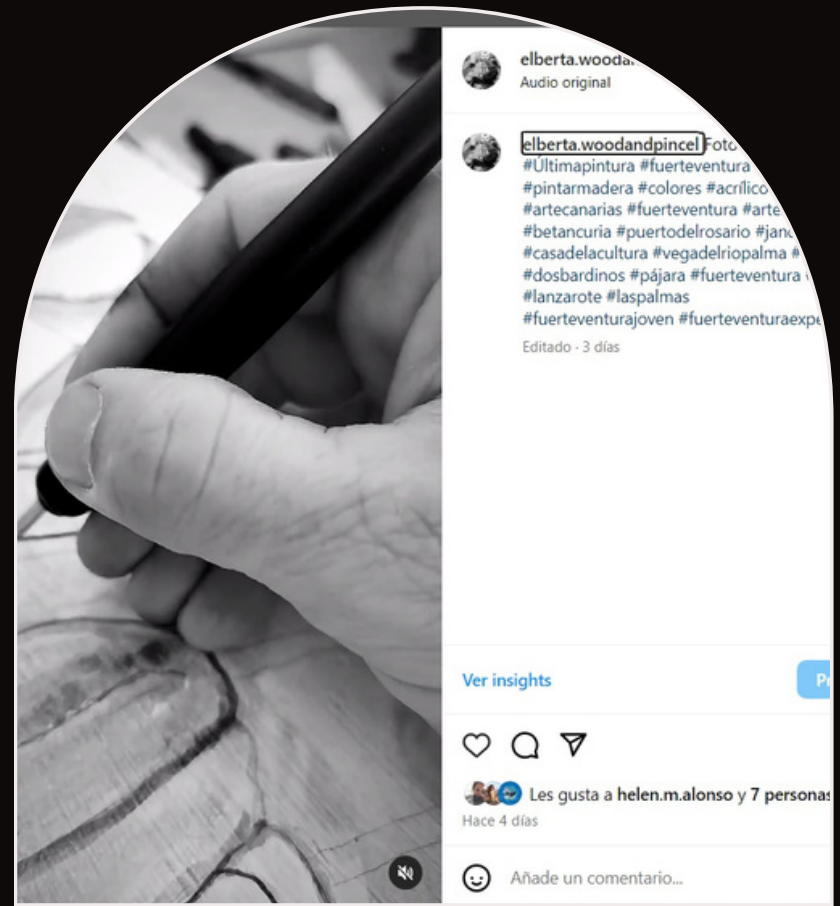 Audio original
elberta.woodandpincel Foto
#Últimapintura #fuerteventura
#pintarmadera #colores #acrílico
#artecanarias #fuerteventura #arte
#betancuria #puertodelrosario
#casadelacultura #vegadelriopalma #
#dosbardinos #pájara #fuerteventura
#lanzarote #laspalmas
#fuerteventurajoven
Editado · 3 días
Ver insights
Les gusta a helen.m.alonso y 7 personas
Hace 4 días
Añade un comentario...